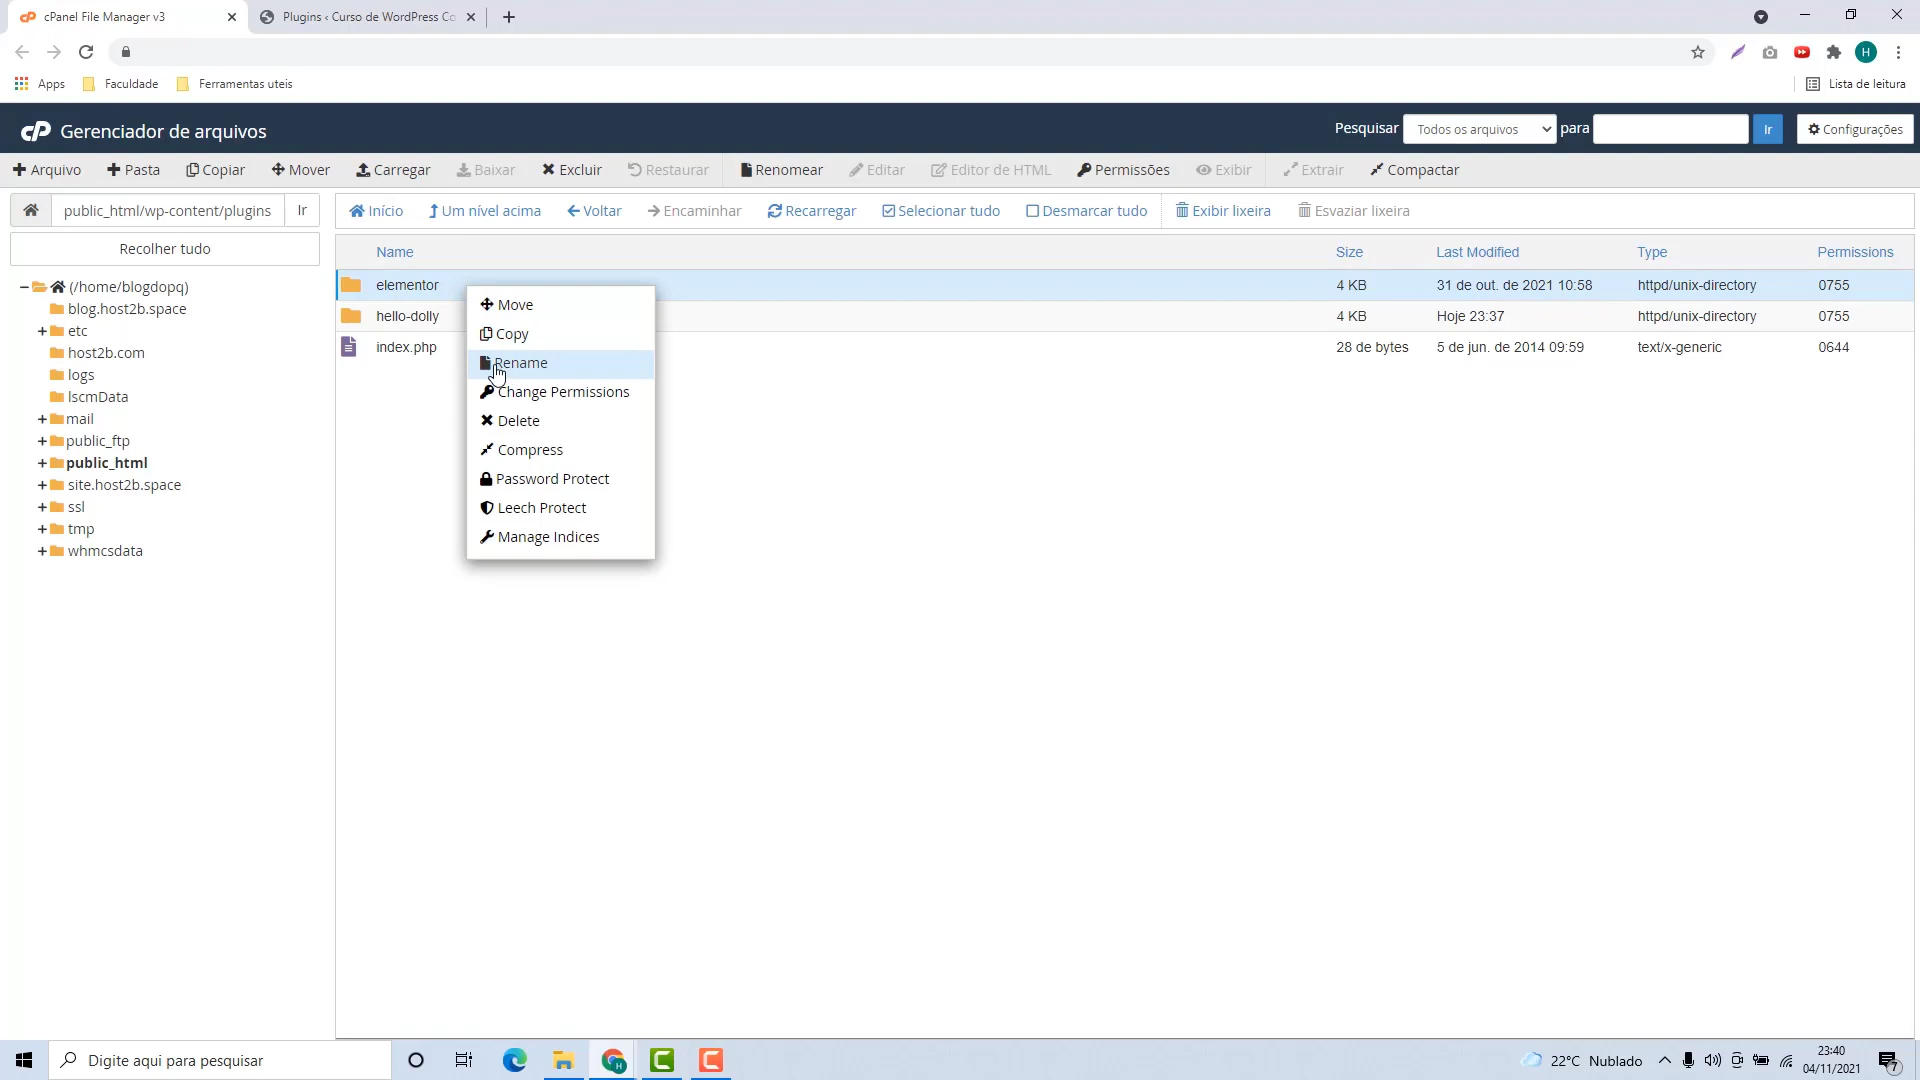 cPanel File Manager v3
Plugins ‹ Curso de WordPress Co
H
Apps
Faculdade
Ferramentas uteis
Lista de leitura
cP Gerenciador de arquivos
Pesquisar
Todos os arquivos
para
Ir
Configurações
Arquivo
Pasta
Copiar
Mover
Carregar
Baixar
Excluir
Restaurar
Renomear
Editar
Editor de HTML
Permissões
Exibir
Extrair
Compactar
public_html/wp-content/plugins
Ir
Início
Um nível acima
Voltar
Encaminhar
Recarregar
Selecionar tudo
Desmarcar tudo
Exibir lixeira
Esvaziar lixeira
Recolher tudo
(/home/blogdopq)
blog.host2b.space
etc
host2b.com
logs
lscmData
mail
public_ftp
public_html
site.host2b.space
ssl
tmp
whmcsdata
Name Size Last Modified Type Permissions
elementor 4 KB 31 de out. de 2021 10:58 httpd/unix-directory 0755
hello-dolly 4 KB Hoje 23:37 httpd/unix-directory 0755
index.php 28 de bytes 5 de jun. de 2014 09:59 text/x-generic 0644
Move
Copy
Rename
Change Permissions
Delete
Compress
Password Protect
Leech Protect
Manage Indices
Digite aqui para pesquisar
H
22°C Nublado
23:40
04/11/2021
7